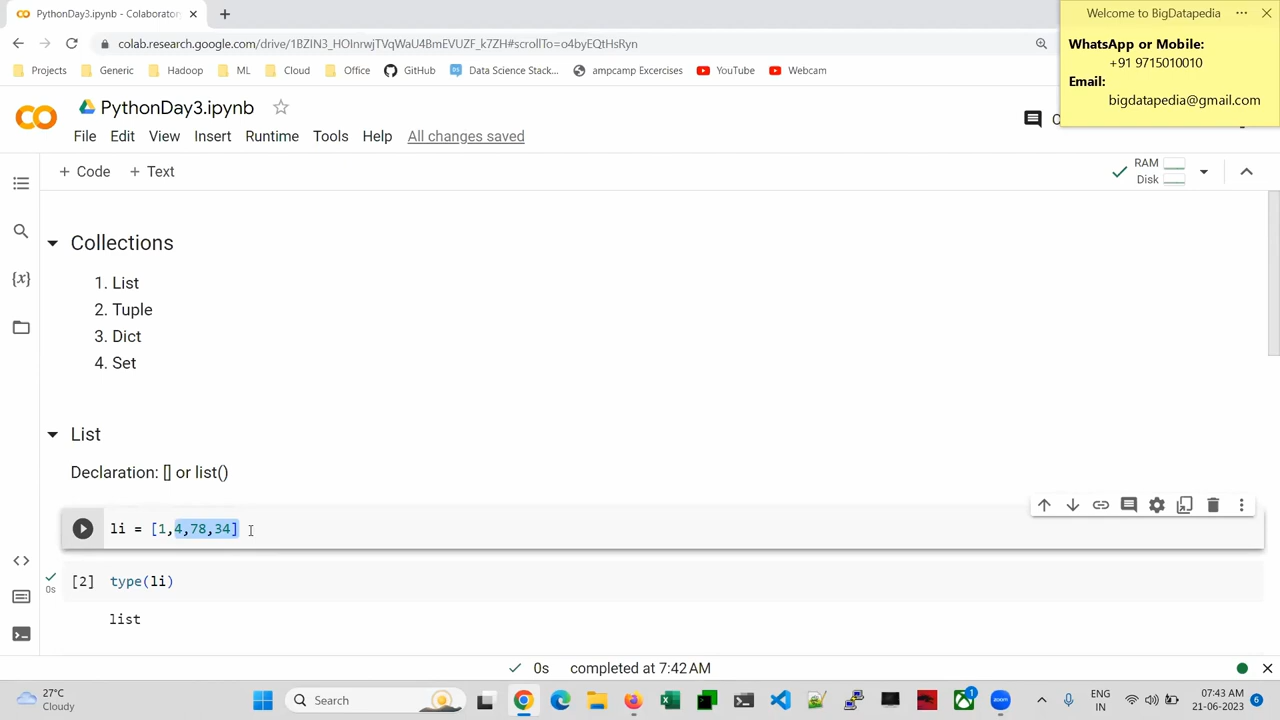 PythonDay3.ipynb - Colaborator
Welcome to BigDatapedia
colab.research.google.com/drive/1BZIN3_HOInrwjTVqWaU4BmEVUZF_k7ZH#scrollTo=o4byEQtHsRyn
WhatsApp or Mobile:
+91 9715010010
Email:
bigdatapedia@gmail.com
Projects Generic Hadoop ML Cloud Office GitHub Data Science Stack... ampcamp Excercises YouTube Webcam
PythonDay3.ipynb
File Edit View Insert Runtime Tools Help All changes saved
+ Code + Text
RAM
Disk
Collections
1. List
2. Tuple
3. Dict
4. Set
{x}
List
Declaration: [] or list()
li = [1,4,78,34]
[2] type(li)
0s
list
0s completed at 7:42 AM
27°C
Cloudy
Search
1
zoom
ENG
IN
07:43 AM
21-06-2023
6